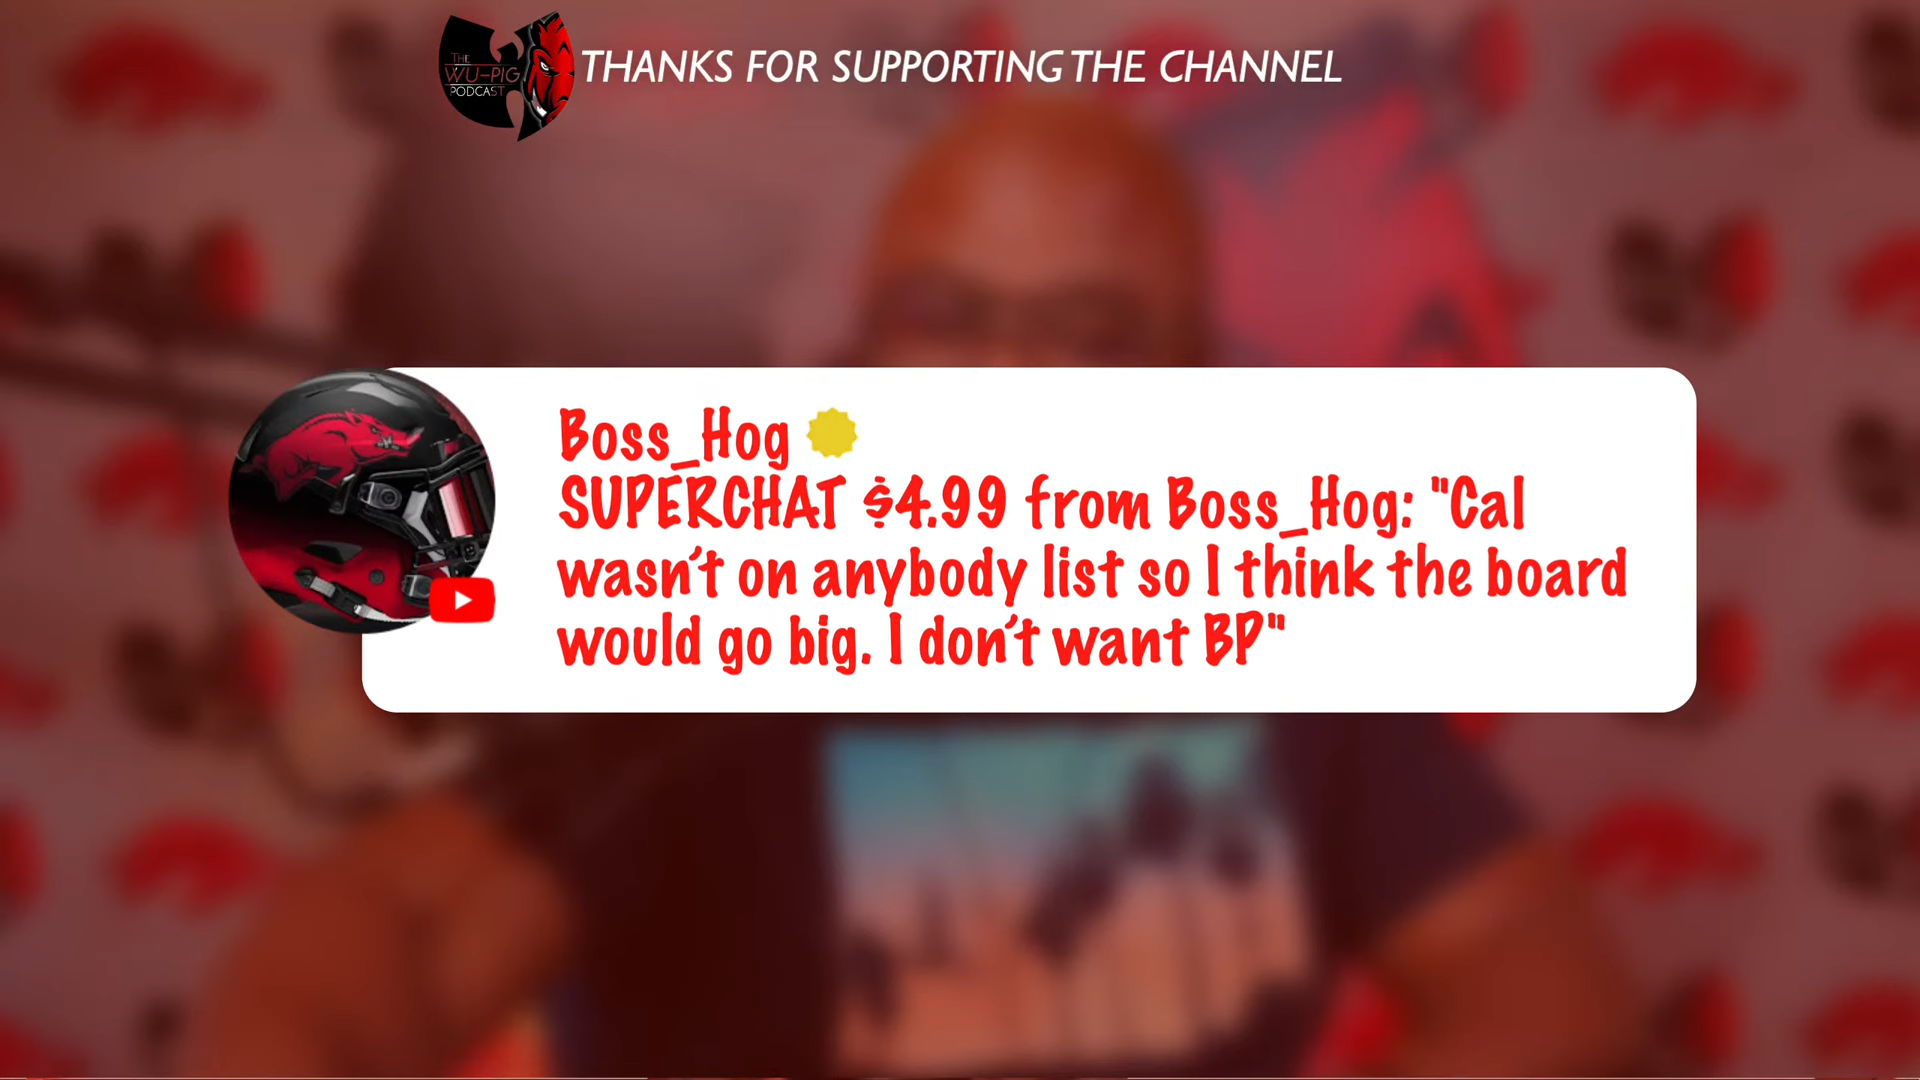 THE
WU-PIG
PODCAST
THANKS FOR SUPPORTING THE CHANNEL
Boss_Hog
SUPERCHAT $4.99 from Boss_Hog: "Cal
wasn't on anybody list so I think the board
would go big. I don't want BP"